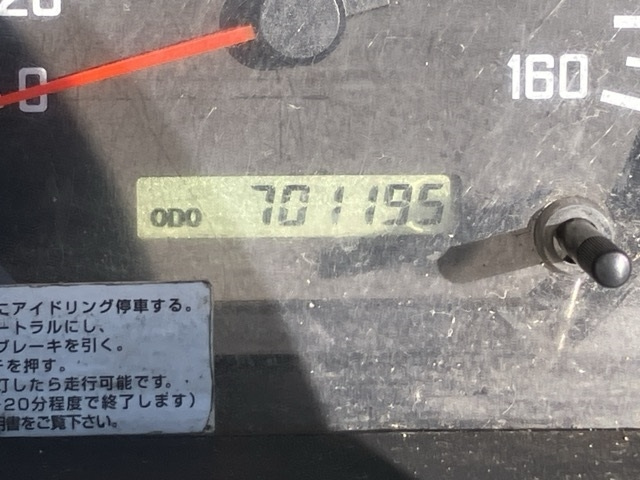 20
0
160
ODO 701195
こアイドリング停車する。
ートラルにし、
ブレーキを引く。
を押す。
灯したら走行可能です。
20分程度で終了します)
明書をご覧下さい。